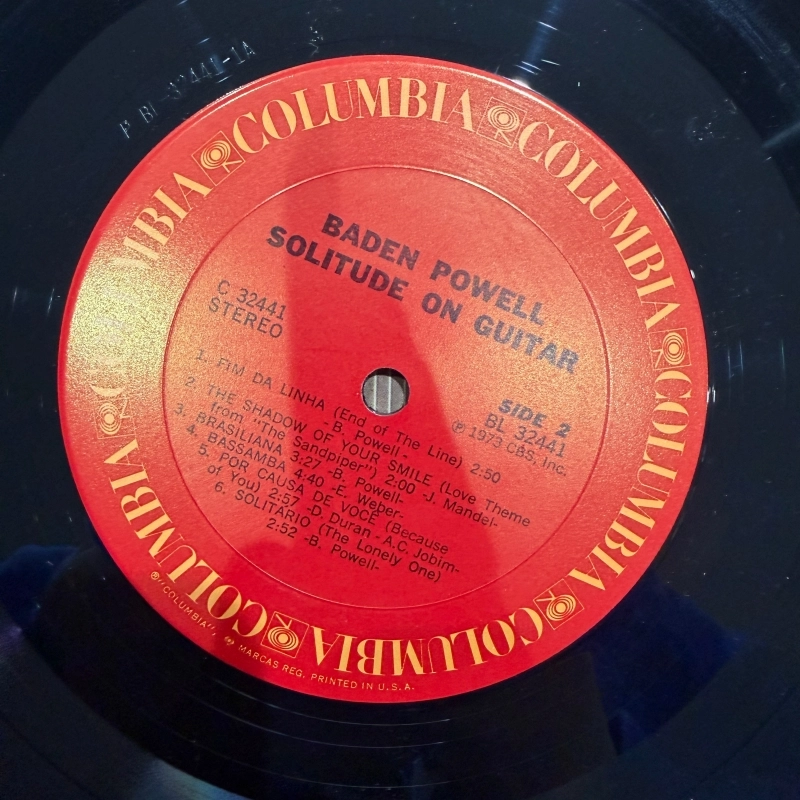 P BL 32441-1A
COLUMBIA COLUMBIA COLUMBIA COLUMBIA COLUMBIA COLUMBIA COLUMBIA
BADEN POWELL
SOLITUDE ON GUITAR
C 32441
STEREO
SIDE 2
BL 32441
℗ 1973 CBS, Inc.
1. FIM DA LINHA (End of The Line) 2:50
-B. Powell-
2. THE SHADOW OF YOUR SMILE (Love Theme
from "The Sandpiper") 2:00 -J. Mandel-
3. BRASILIANA 3:27 -B. Powell-
4. BASSAMBA 4:40 -E. Weber-
5. POR CAUSA DE VOCE (Because
of You) 2:57 -D. Duran - A.C. Jobim-
6. SOLITARIO (The Lonely One)
2:52 -B. Powell-
®"COLUMBIA", MARCAS REG. PRINTED IN U.S.A.